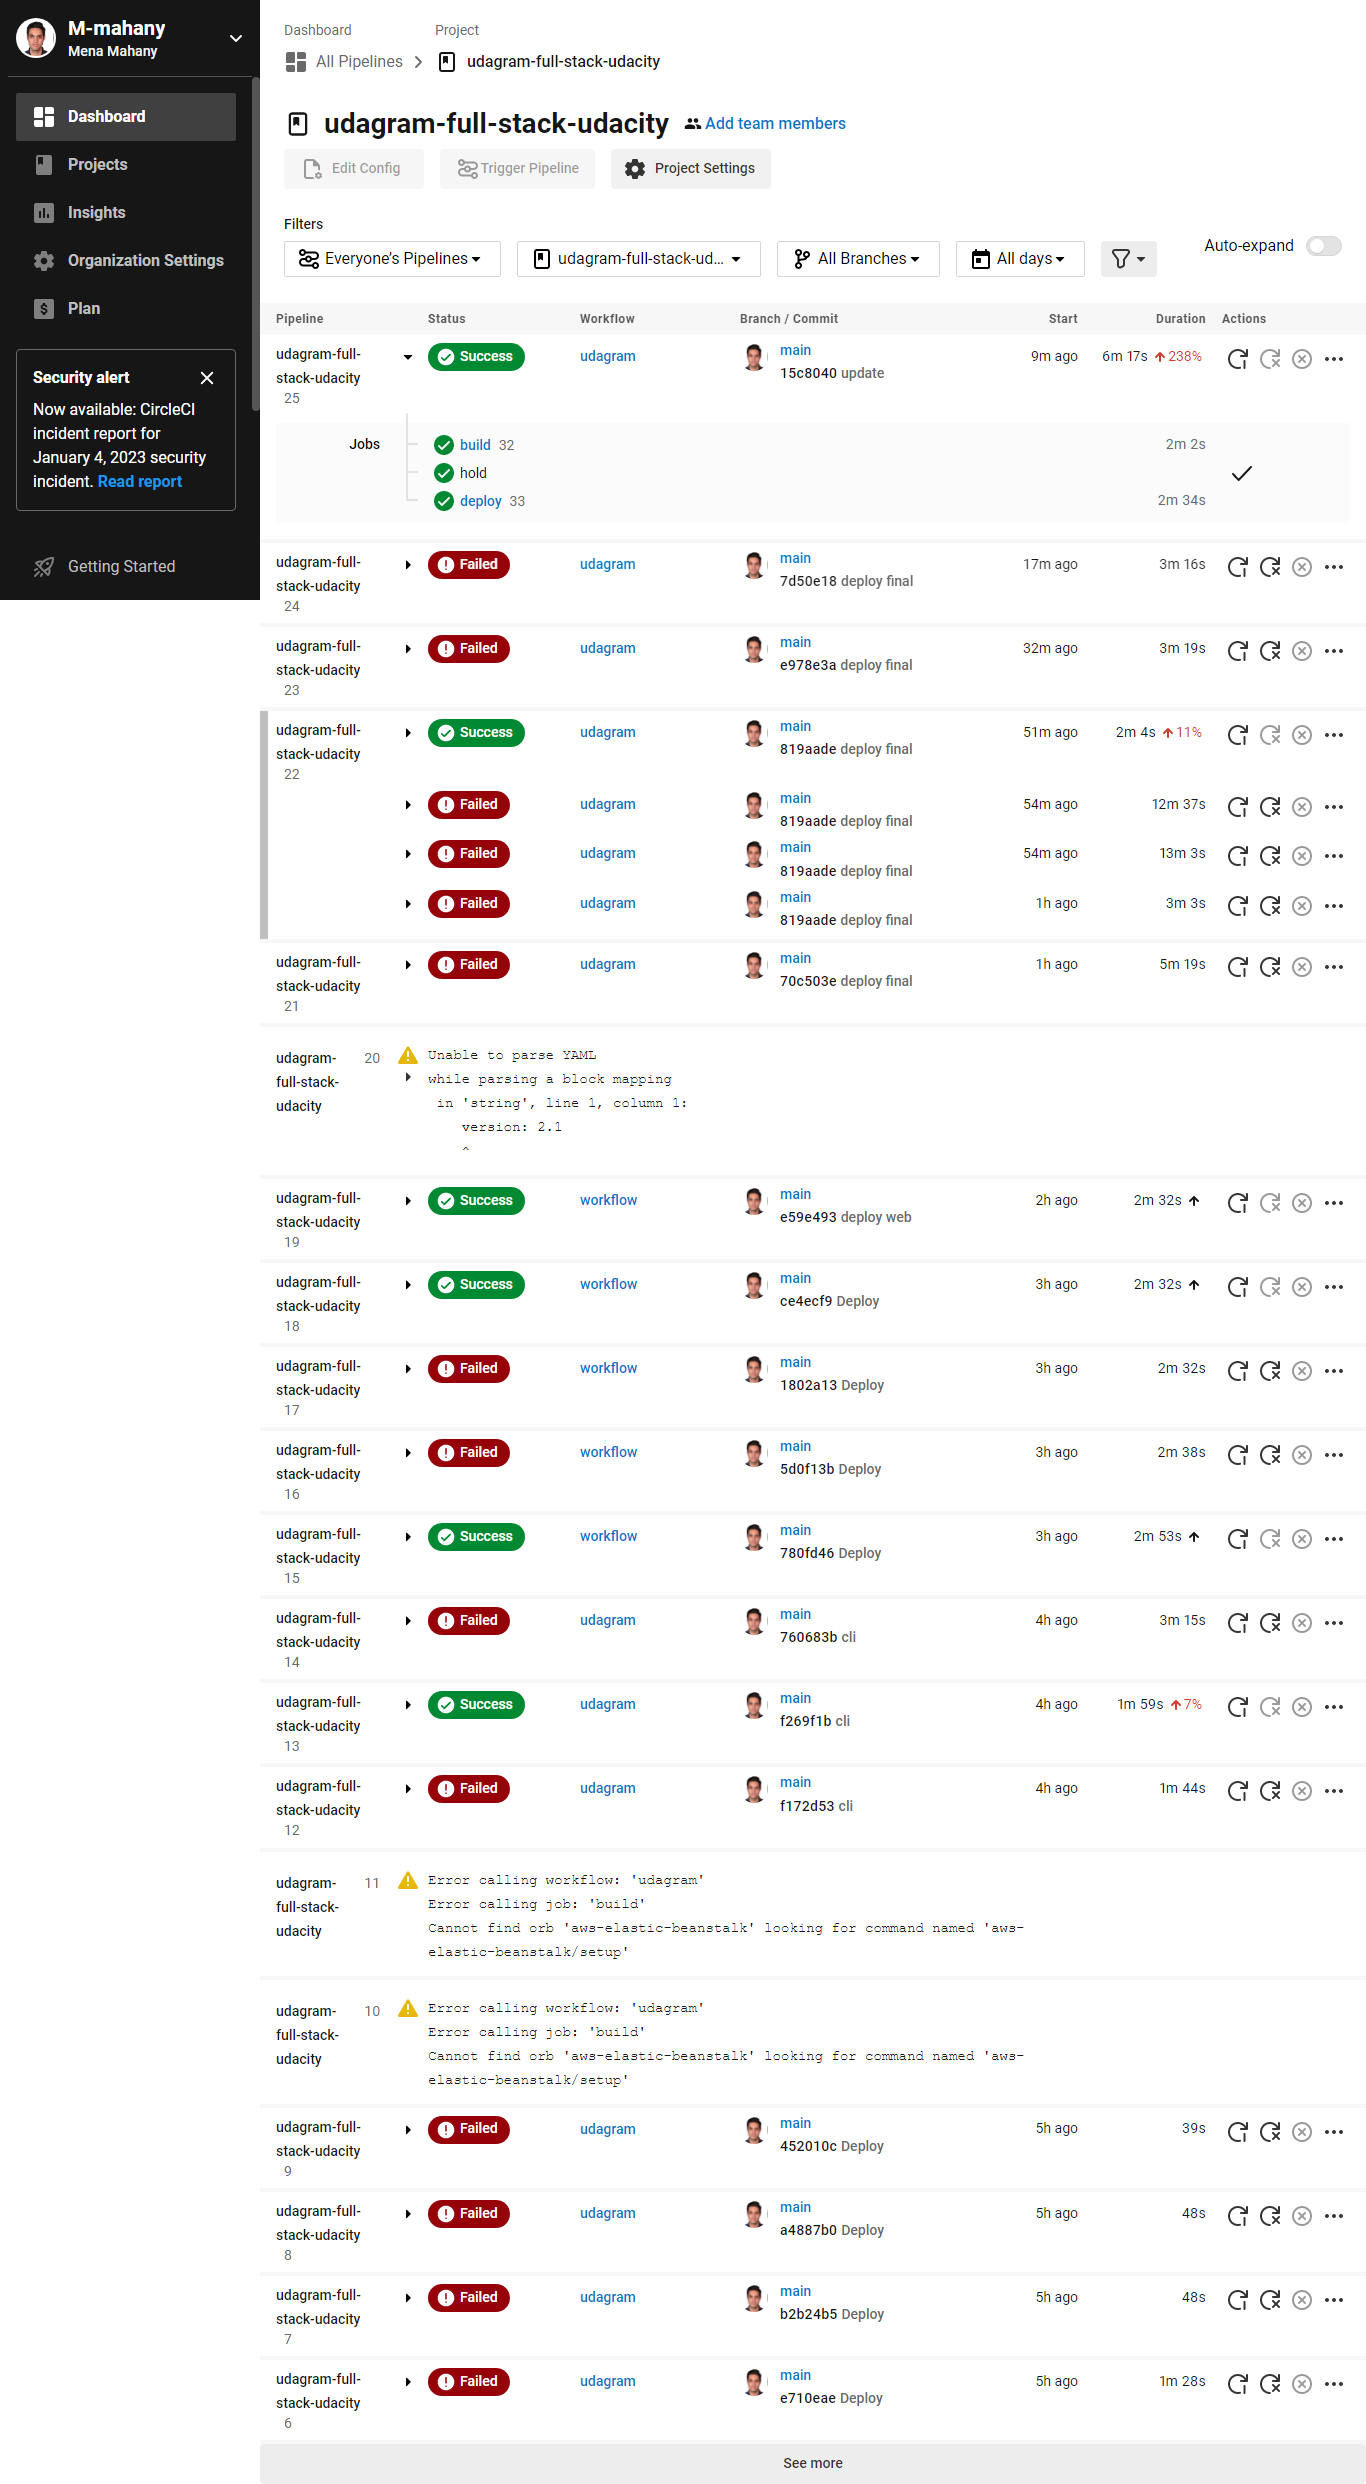 M-mahany
Mena Mahany
Dashboard
Projects
Insights
Organization Settings
Plan
Security alert
Now available: CircleCI
incident report for
January 4, 2023 security
incident. Read report
Getting Started
Dashboard Project
All Pipelines udagram-full-stack-udacity
udagram-full-stack-udacity Add team members
Edit Config Trigger Pipeline Project Settings
Filters
Everyone's Pipelines udagram-full-stack-ud... All Branches All days Auto-expand
Pipeline Status Workflow Branch / Commit Start Duration Actions
udagram-full- Success udagram main 9m ago 6m 17s 238%
stack-udacity 15c8040 update
25
Jobs build 32 2m 2s
hold
deploy 33 2m 34s
udagram-full- Failed udagram main 17m ago 3m 16s
stack-udacity 7d50e18 deploy final
24
udagram-full- Failed udagram main 32m ago 3m 19s
stack-udacity e978e3a deploy final
23
udagram-full- Success udagram main 51m ago 2m 4s 11%
stack-udacity 819aade deploy final
22
Failed udagram main 54m ago 12m 37s
819aade deploy final
Failed udagram main 54m ago 13m 3s
819aade deploy final
Failed udagram main 1h ago 3m 3s
819aade deploy final
udagram-full- Failed udagram main 1h ago 5m 19s
stack-udacity 70c503e deploy final
21
udagram- 20 Unable to parse YAML
full-stack- while parsing a block mapping
udacity in 'string', line 1, column 1:
version: 2.1
^
udagram-full- Success workflow main 2h ago 2m 32s
stack-udacity e59e493 deploy web
19
udagram-full- Success workflow main 3h ago 2m 32s
stack-udacity ce4ecf9 Deploy
18
udagram-full- Failed workflow main 3h ago 2m 32s
stack-udacity 1802a13 Deploy
17
udagram-full- Failed workflow main 3h ago 2m 38s
stack-udacity 5d0f13b Deploy
16
udagram-full- Success workflow main 3h ago 2m 53s
stack-udacity 780fd46 Deploy
15
udagram-full- Failed udagram main 4h ago 3m 15s
stack-udacity 760683b cli
14
udagram-full- Success udagram main 4h ago 1m 59s 7%
stack-udacity f269f1b cli
13
udagram-full- Failed udagram main 4h ago 1m 44s
stack-udacity f172d53 cli
12
udagram- 11 Error calling workflow: 'udagram'
full-stack- Error calling job: 'build'
udacity Cannot find orb 'aws-elastic-beanstalk' looking for command named 'aws-
elastic-beanstalk/setup'
udagram- 10 Error calling workflow: 'udagram'
full-stack- Error calling job: 'build'
udacity Cannot find orb 'aws-elastic-beanstalk' looking for command named 'aws-
elastic-beanstalk/setup'
udagram-full- Failed udagram main 5h ago 39s
stack-udacity 452010c Deploy
9
udagram-full- Failed udagram main 5h ago 48s
stack-udacity a4887b0 Deploy
8
udagram-full- Failed udagram main 5h ago 48s
stack-udacity b2b24b5 Deploy
7
udagram-full- Failed udagram main 5h ago 1m 28s
stack-udacity e710eae Deploy
6
See more